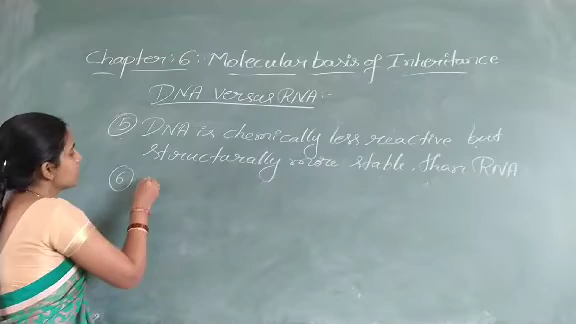 Chapter:6: Molecular basis of Inheritance
DNA Versus RNA:-
⑤ DNA is chemically less reactive but
structurally more stable. than RNA
⑥